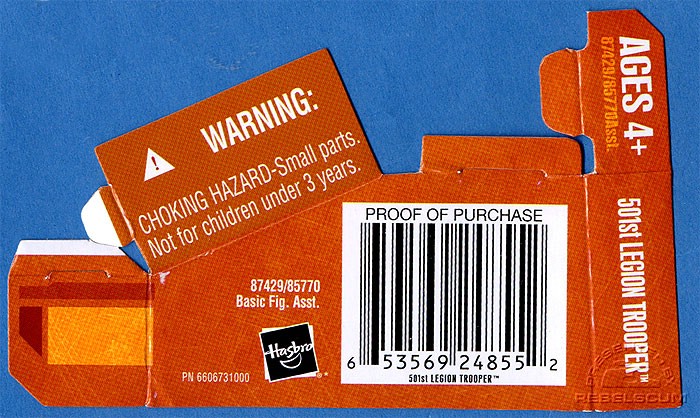 WARNING:
!
CHOKING HAZARD-Small parts.
Not for children under 3 years.
AGES 4+
87429/85770Asst.
501st LEGION TROOPER™
PROOF OF PURCHASE
6 53569 24855 2
501st LEGION TROOPER™
87429/85770
Basic Fig. Asst.
Hasbro
®*
PN 6606731000
REBELSCUM